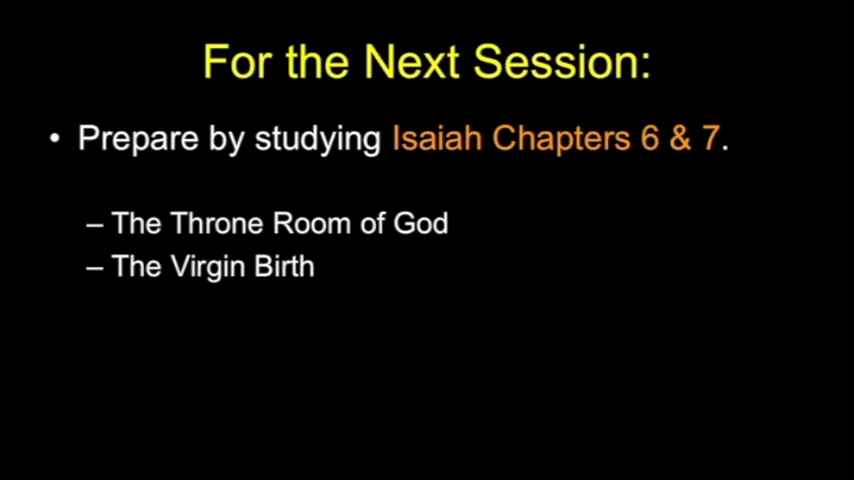 For the Next Session:
• Prepare by studying Isaiah Chapters 6 & 7.
– The Throne Room of God
– The Virgin Birth